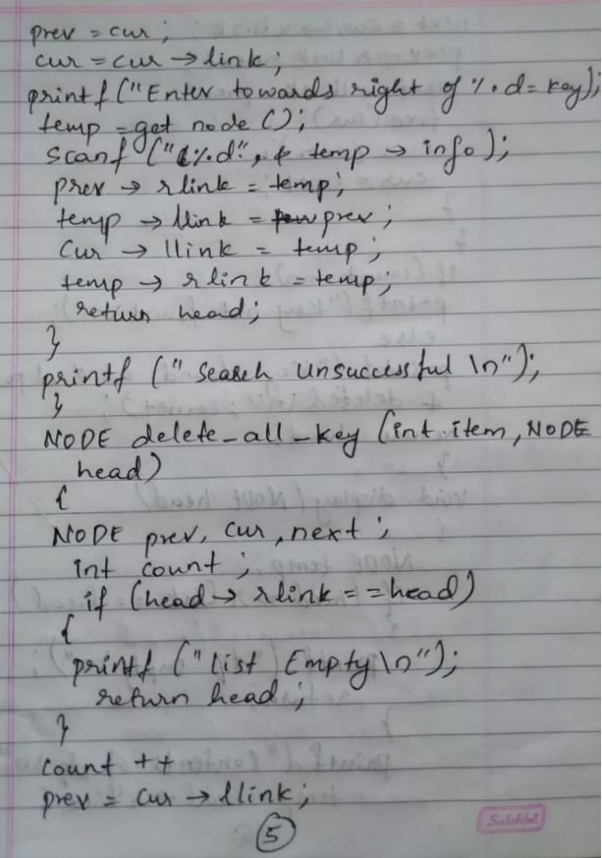 prev = cur;
cur = cur → link;
printf ("Enter towards right of %.d = key);
temp = get node ();
scanf ("%.d", & temp → info);
prev → rlink = temp;
temp → llink = prev;
cur → llink = temp;
temp → rlink = temp;
return head;
}
printf ("Search Unsuccessful \n");
}
NODE delete_all_key (int item, NODE
head)
{
NODE prev, cur, next;
int count;
if (head → rlink = = head)
{
printf ("List Empty \n");
return head;
}
count ++
prev = cur → llink;
5